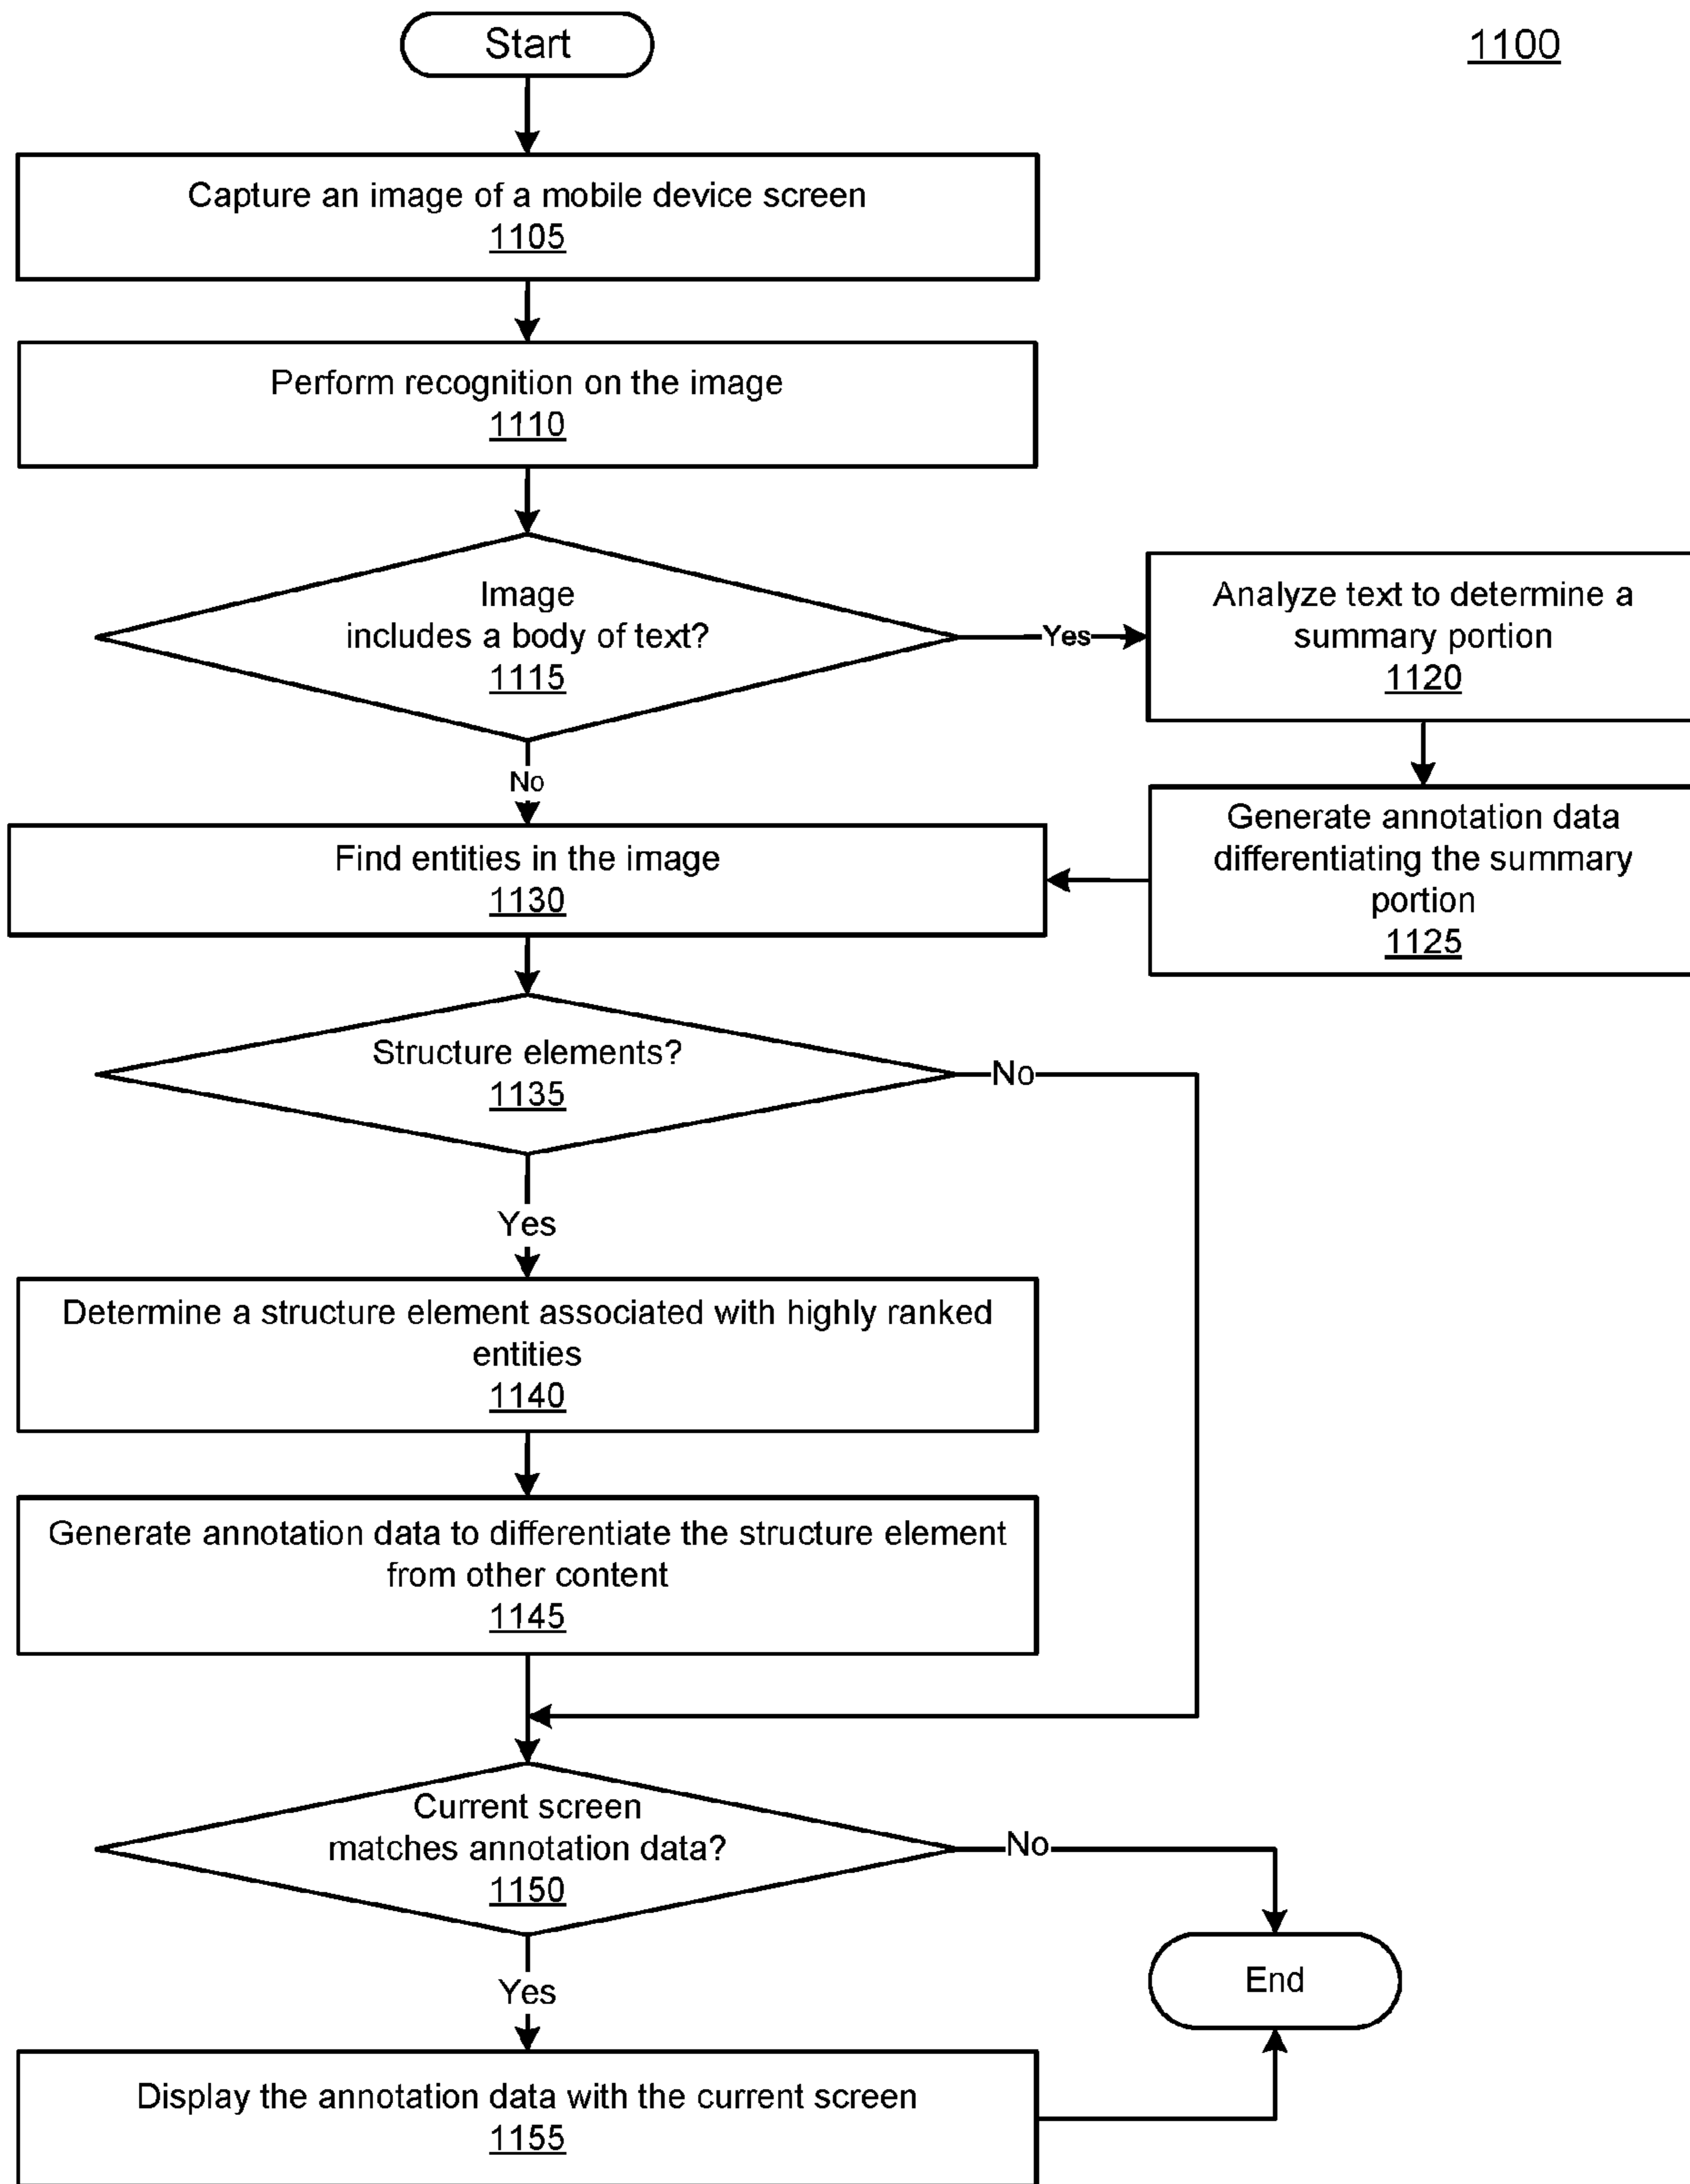 Start
1100
Capture an image of a mobile device screen
1105
Perform recognition on the image
1110
Image
includes a body of text?
1115
Yes
Analyze text to determine a
summary portion
1120
No
Generate annotation data
differentiating the summary
portion
1125
Find entities in the image
1130
Structure elements?
1135
No
Yes
Determine a structure element associated with highly ranked
entities
1140
Generate annotation data to differentiate the structure element
from other content
1145
Current screen
matches annotation data?
1150
No
Yes
End
Display the annotation data with the current screen
1155